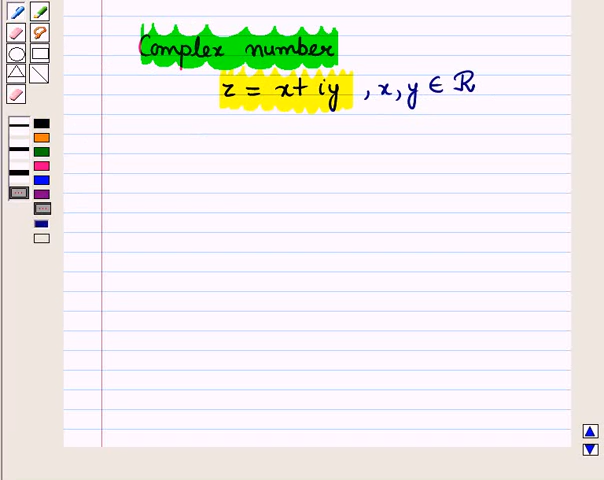 Complex number
z = x + iy , x, y ∈ ℝ